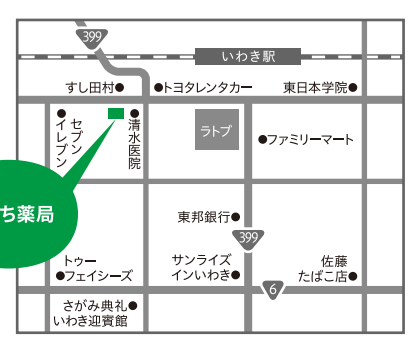 399
いわき駅
すし田村
トヨタレンタカー
東日本学院
セブン
イレブン
清水医院
ラトブ
ファミリーマート
ち薬局
東邦銀行
399
トゥー
フェイシーズ
サンライズ
インいわき
佐藤
たばこ店
6
さがみ典礼
いわき迎賓館